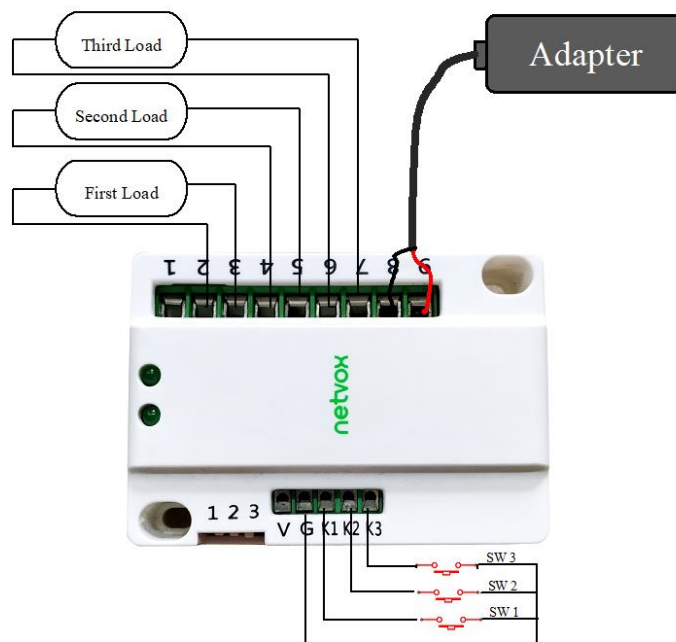 Third Load
Adapter
Second Load
First Load
1 2 3 4 5 6 7 8 9
netvox
1 2 3
V G K1 K2 K3
SW 3
SW 2
SW 1